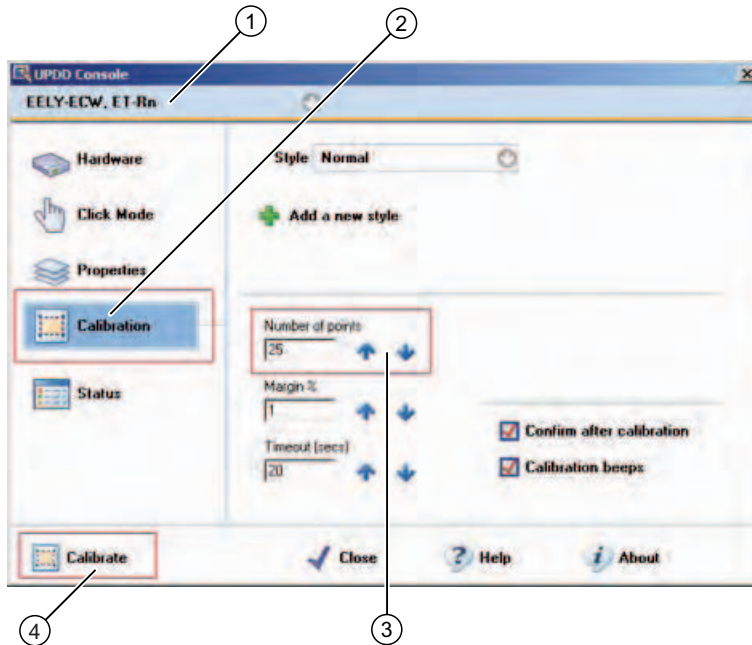 1
2
UPDD Console
EELY-ECW, ET-Rn
Hardware
Click Mode
Properties
Calibration
Status
Style Normal
Add a new style
Number of points
25
Margin %
1
Timeout (secs)
20
Confirm after calibration
Calibration beeps
Calibrate
Close
Help
About
4
3